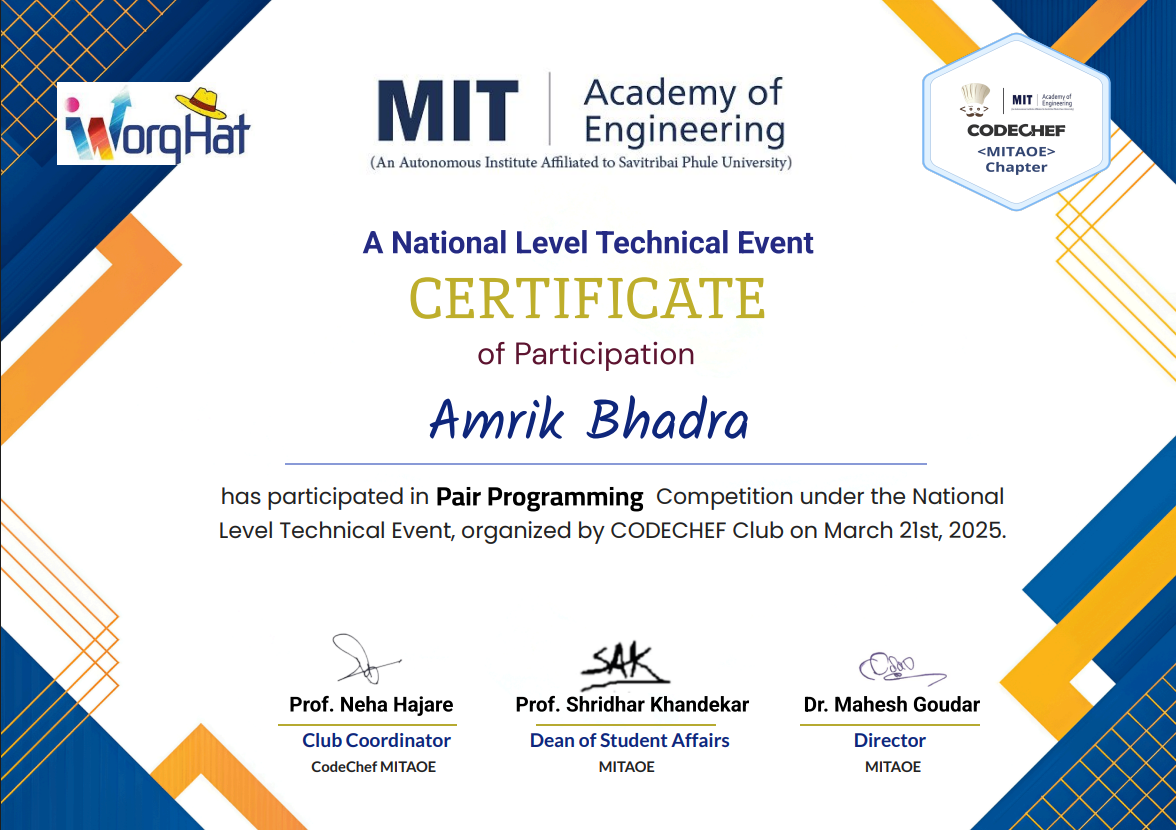 WorqHat
MIT
Academy of
Engineering
(An Autonomous Institute Affiliated to Savitribai Phule University)
MIT
Academy of
Engineering
CODECHEF
<MITAOE>
Chapter
A National Level Technical Event
CERTIFICATE
of Participation
Amrik Bhadra
has participated in Pair Programming Competition under the National
Level Technical Event, organized by CODECHEF Club on March 21st, 2025.
SAK
Prof. Neha Hajare
Prof. Shridhar Khandekar
Dr. Mahesh Goudar
Club Coordinator
Dean of Student Affairs
Director
CodeChef MITAOE
MITAOE
MITAOE